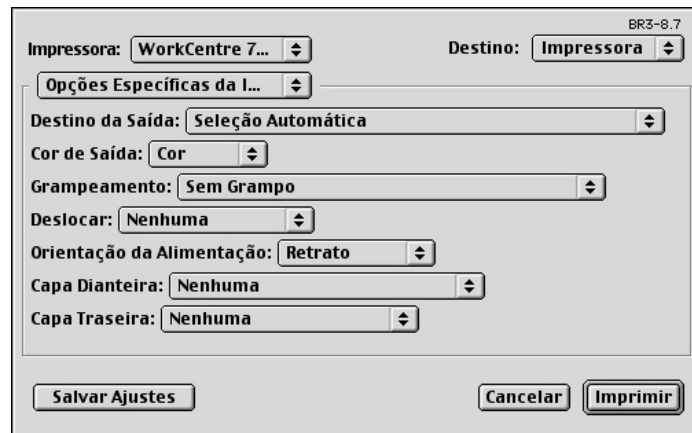 BR3-8.7
Impressora: WorkCentre 7... Destino: Impressora
Opções Específicas da I...
Destino da Saída: Seleção Automática
Cor de Saída: Cor
Grampeamento: Sem Grampo
Deslocar: Nenhuma
Orientação da Alimentação: Retrato
Capa Dianteira: Nenhuma
Capa Traseira: Nenhuma
Salvar Ajustes Cancelar Imprimir